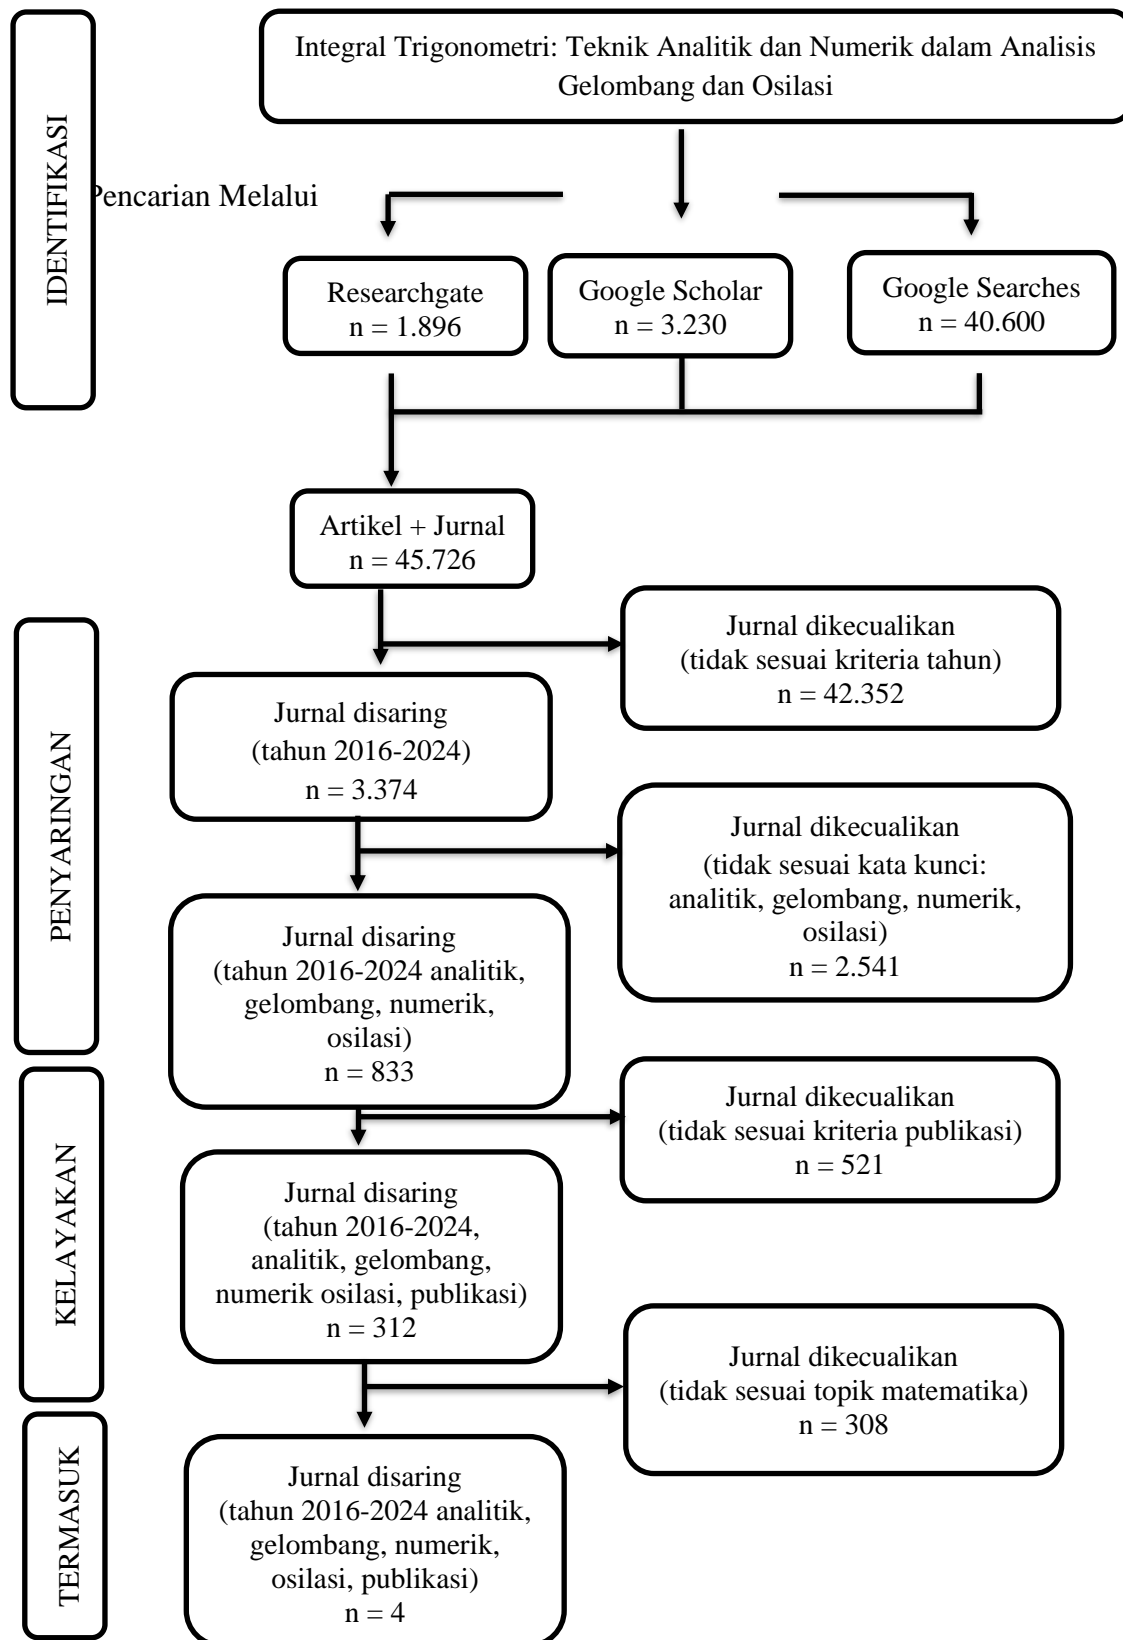 Integral Trigonometri: Teknik Analitik dan Numerik dalam Analisis
Gelombang dan Osilasi
IDENTIFIKASI
Pencarian Melalui
Researchgate
n = 1.896
Google Scholar
n = 3.230
Google Searches
n = 40.600
Artikel + Jurnal
n = 45.726
PENYARINGAN
Jurnal dikecualikan
(tidak sesuai kriteria tahun)
n = 42.352
Jurnal disaring
(tahun 2016-2024)
n = 3.374
Jurnal dikecualikan
(tidak sesuai kata kunci:
analitik, gelombang, numerik,
osilasi)
n = 2.541
Jurnal disaring
(tahun 2016-2024 analitik,
gelombang, numerik,
osilasi)
n = 833
KELAYAKAN
Jurnal dikecualikan
(tidak sesuai kriteria publikasi)
n = 521
Jurnal disaring
(tahun 2016-2024,
analitik, gelombang,
numerik osilasi, publikasi)
n = 312
Jurnal dikecualikan
(tidak sesuai topik matematika)
n = 308
TERMASUK
Jurnal disaring
(tahun 2016-2024 analitik,
gelombang, numerik,
osilasi, publikasi)
n = 4